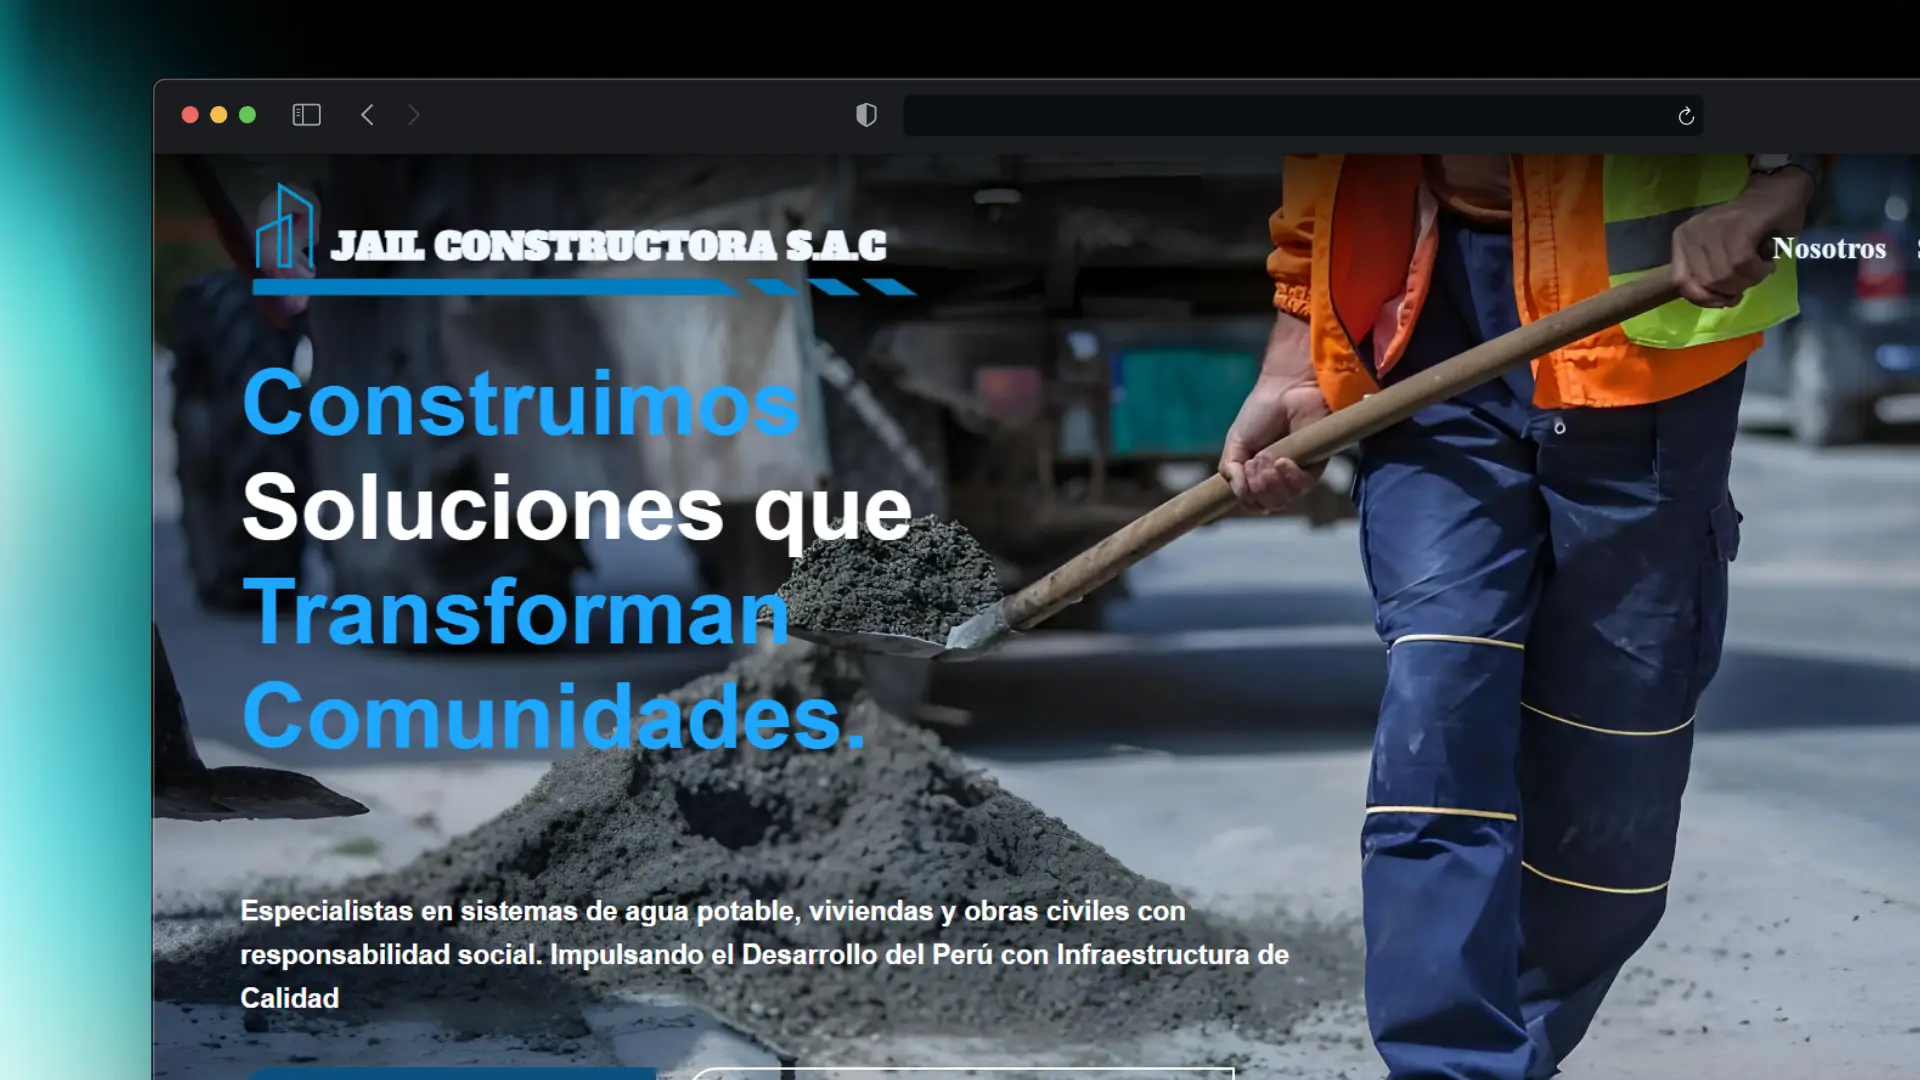 JAIL CONSTRUCTORA S.A.C
Nosotros
Construimos
Soluciones que
Transforman
Comunidades.
Especialistas en sistemas de agua potable, viviendas y obras civiles con
responsabilidad social. Impulsando el Desarrollo del Perú con Infraestructura de
Calidad